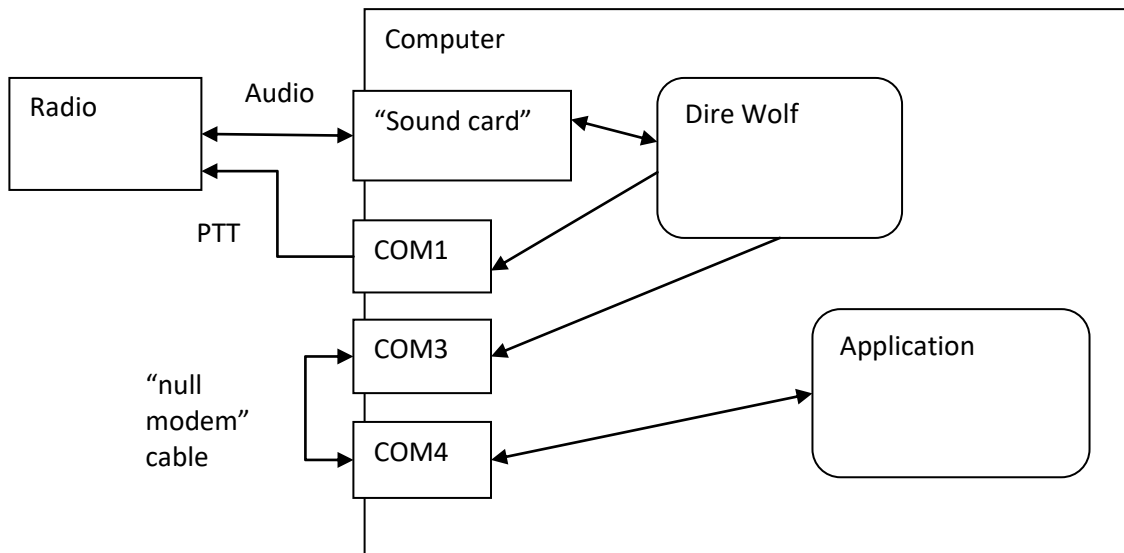 Computer
Radio
Audio
“Sound card”
Dire Wolf
PTT
COM1
COM3
Application
“null
modem”
cable
COM4